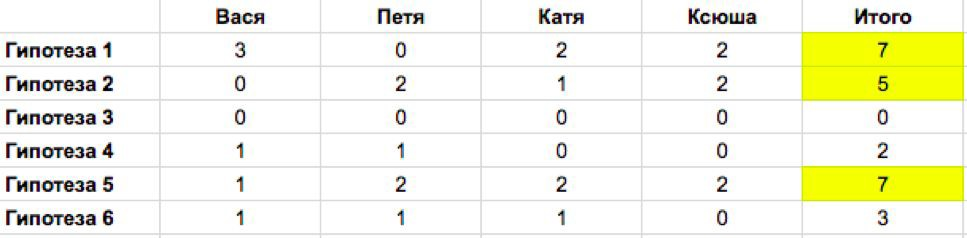 Вася Петя Катя Ксюша Итого
Гипотеза 1 3 0 2 2 7
Гипотеза 2 0 2 1 2 5
Гипотеза 3 0 0 0 0 0
Гипотеза 4 1 1 0 0 2
Гипотеза 5 1 2 2 2 7
Гипотеза 6 1 1 1 0 3